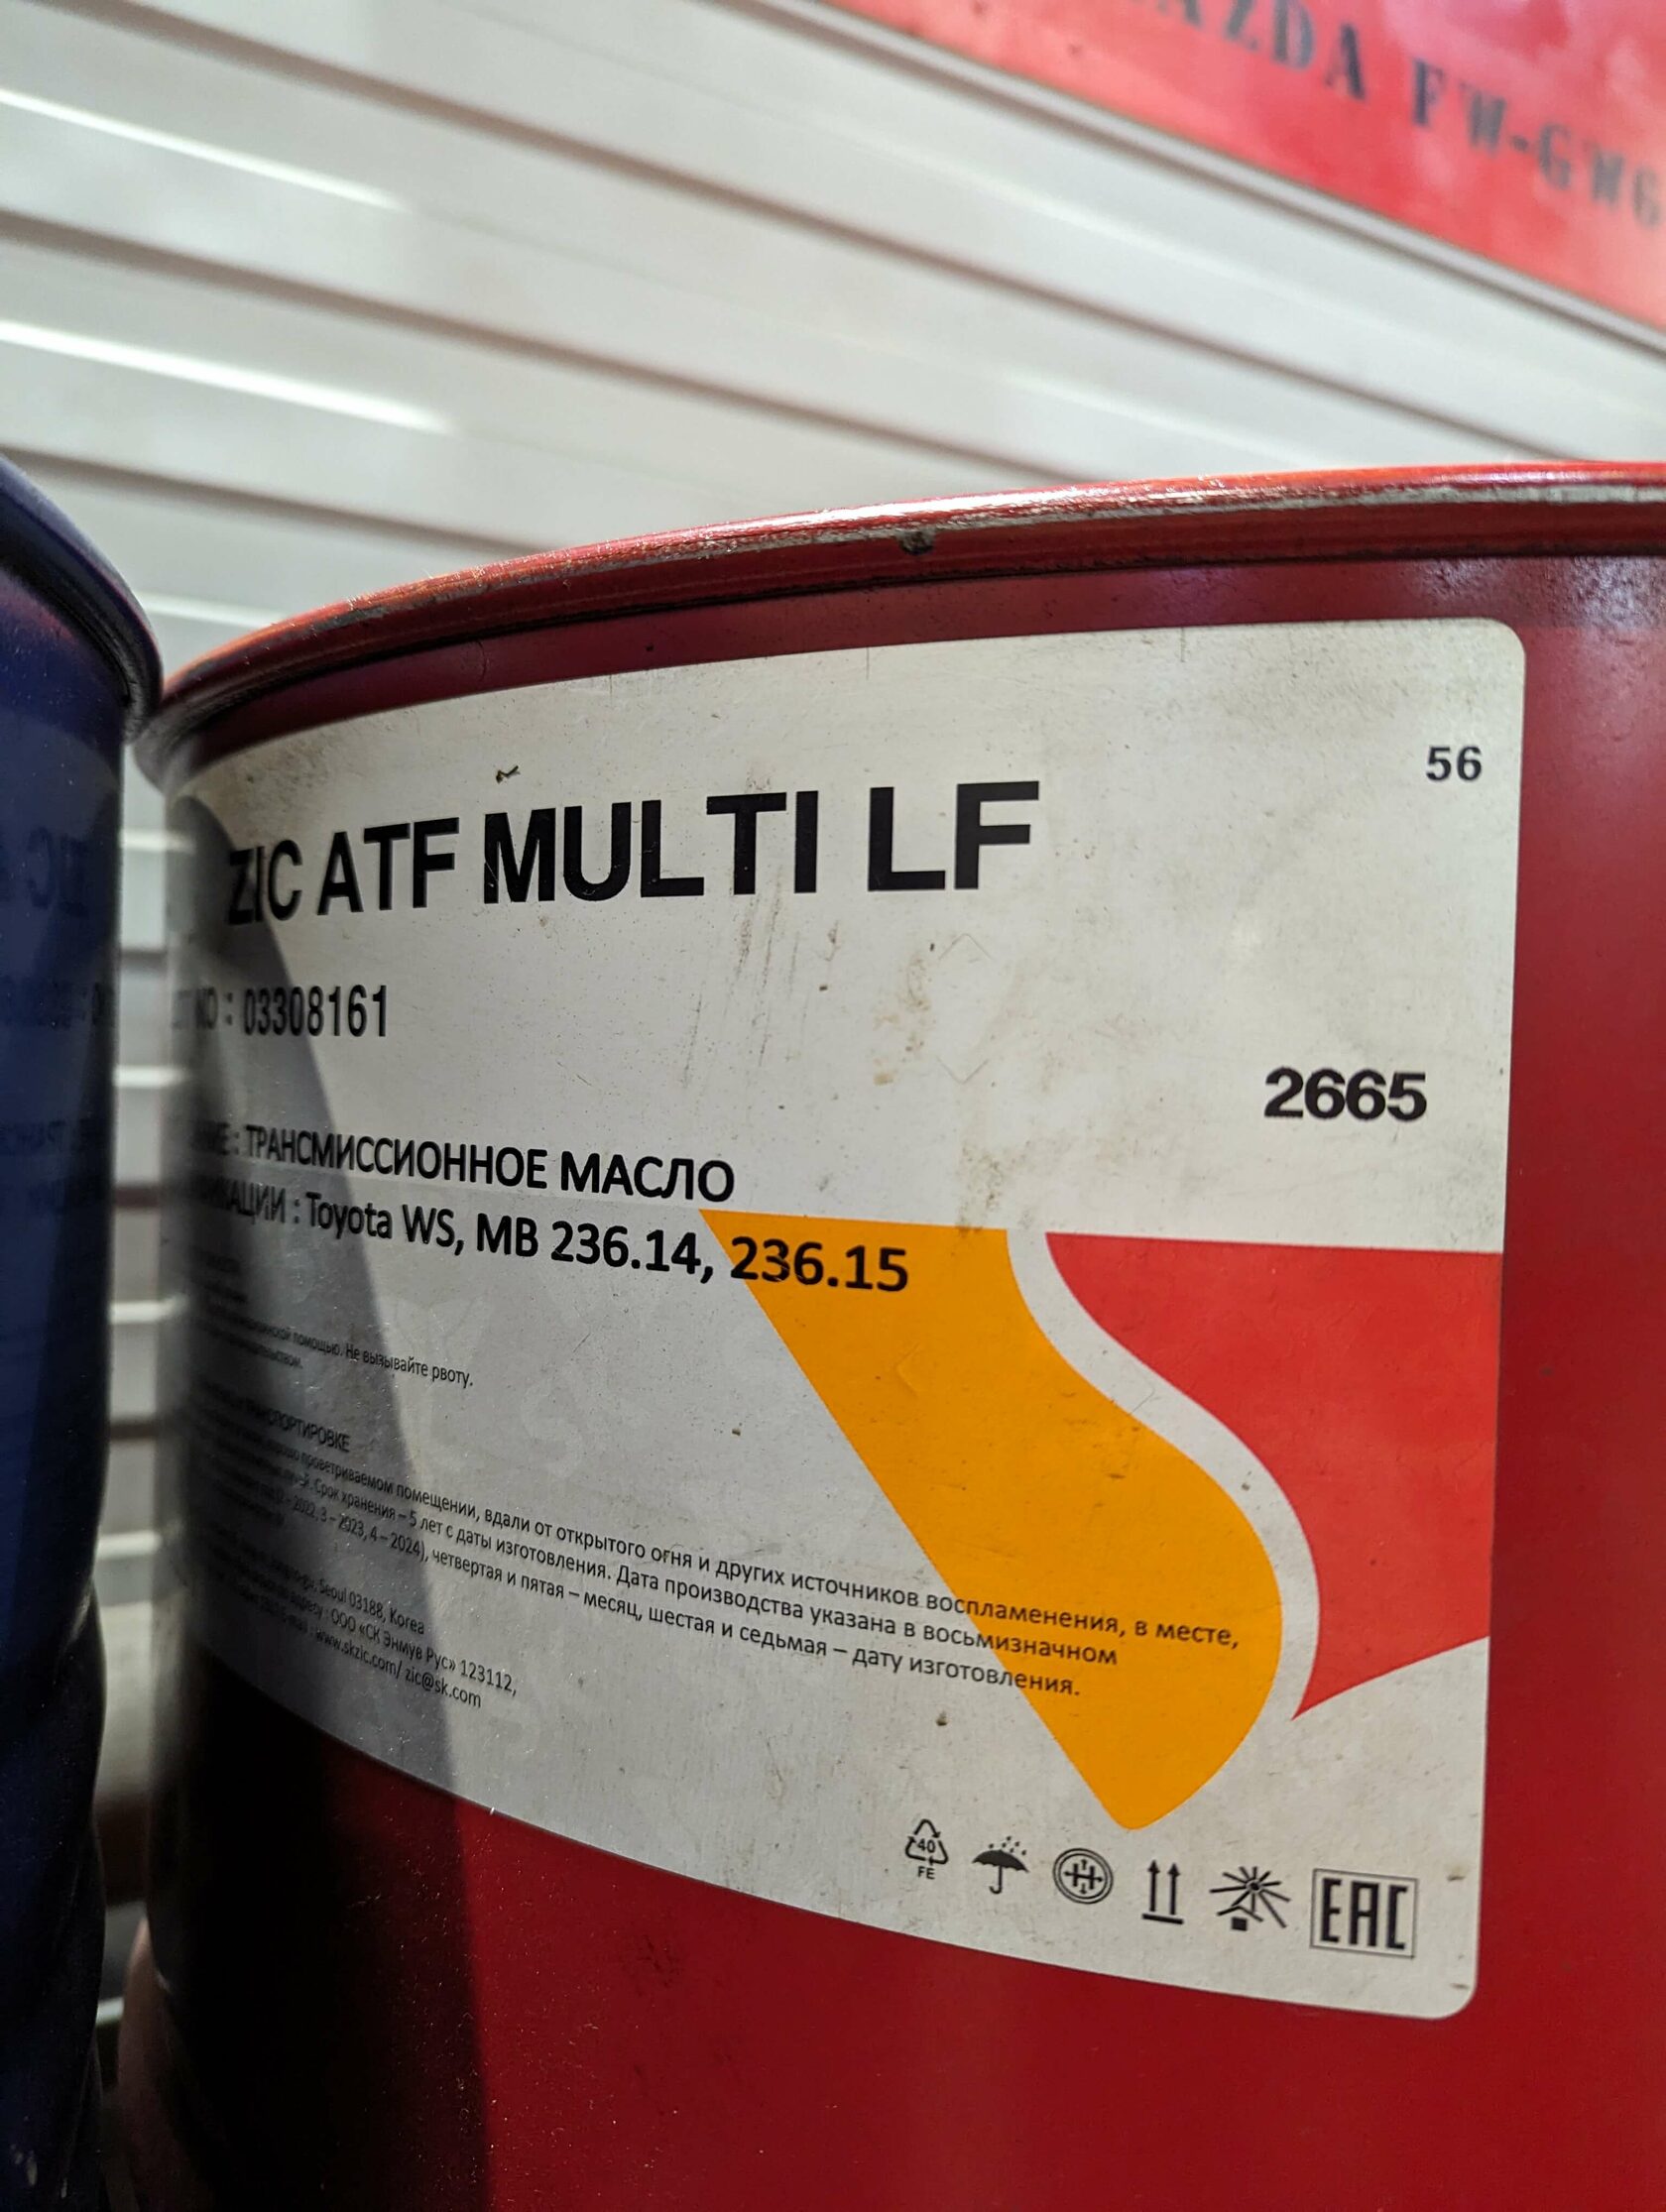 MAZDA FW-GW6
56
ZIC ATF MULTI LF
NO : 03308161
2665
: ТРАНСМИССИОННОЕ МАСЛО
: Toyota WS, MB 236.14, 236.15
помощью. Не вызывайте рвоту.
ТРАНСПОРТИРОВКЕ
проветриваемом помещении, вдали от открытого огня и других источников воспламенения, в месте,
Срок хранения – 5 лет с даты изготовления. Дата производства указана в восьмизначном
– 2022, 3 – 2023, 4 – 2024), четвертая и пятая – месяц, шестая и седьмая – дату изготовления.
Seoul 03188, Korea
: ООО «СК Энмув Рус» 123112,
: www.skzic.com/ zic@sk.com
40
FE
EAC